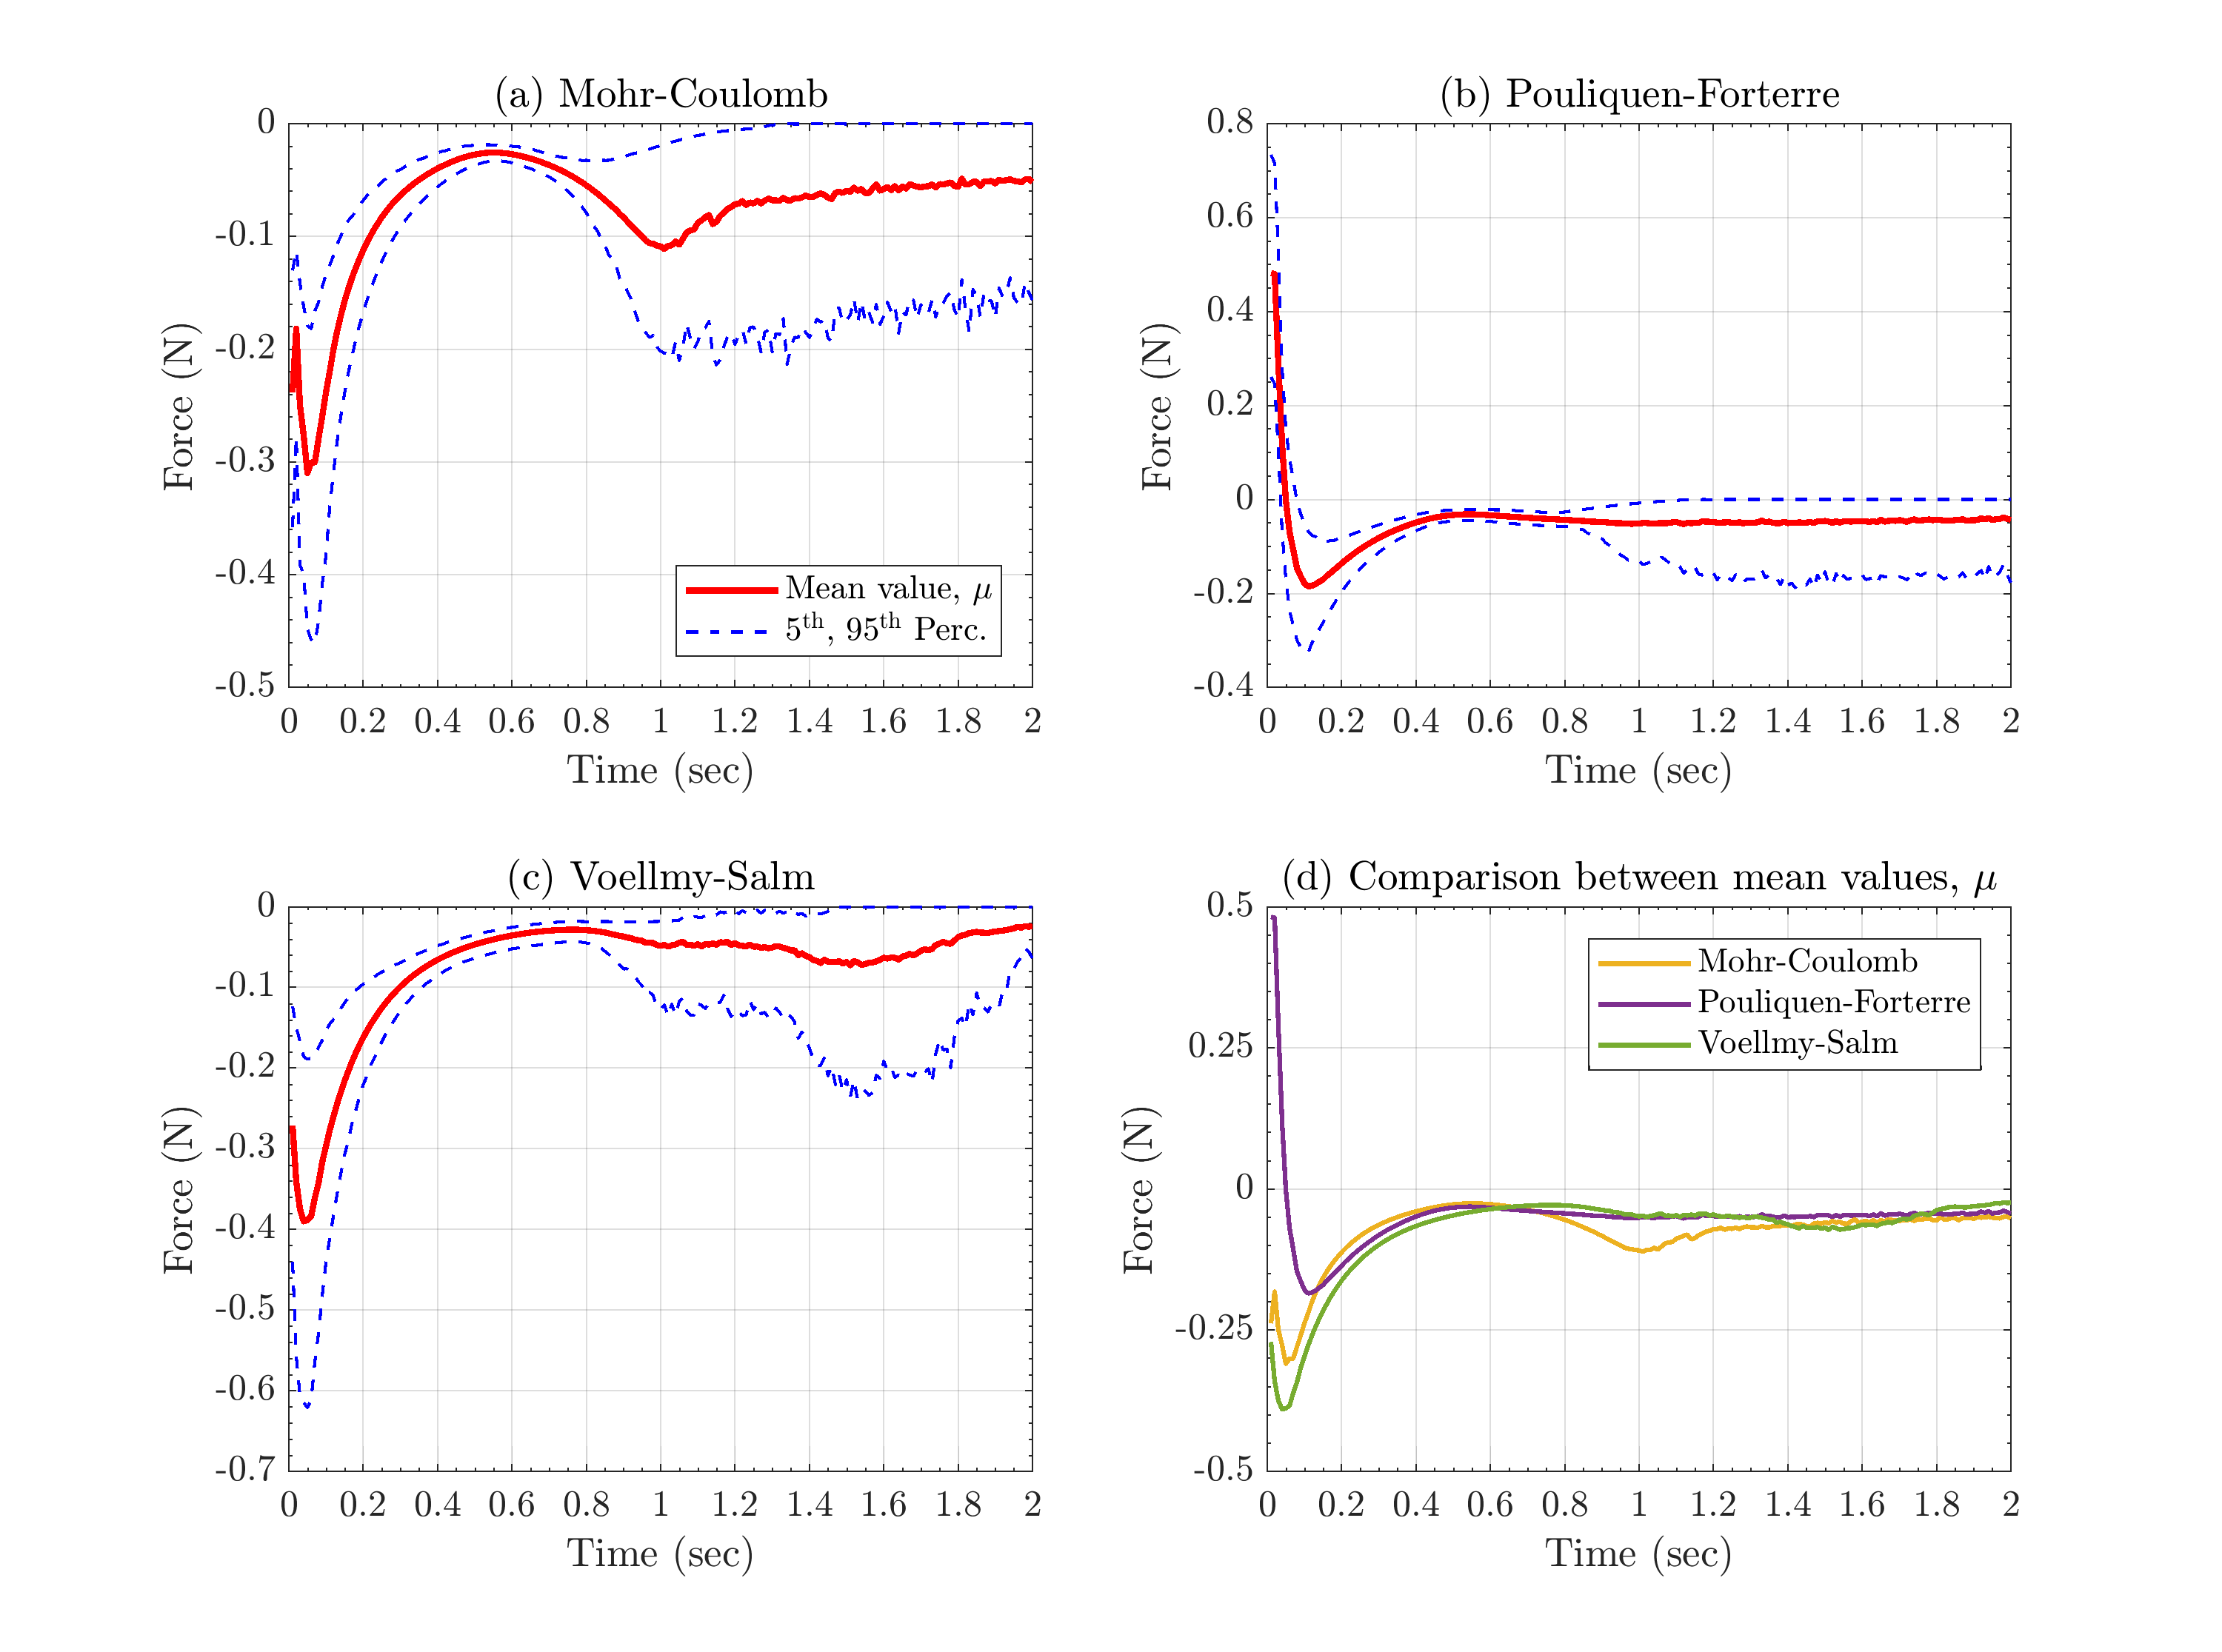 (a) Mohr-Coulomb
0
-0.1
-0.2
-0.3
-0.4
-0.5
Force (N)
Mean value, μ
5th, 95th Perc.
0 0.2 0.4 0.6 0.8 1 1.2 1.4 1.6 1.8 2
Time (sec)
(b) Pouliquen-Forterre
0.8
0.6
0.4
0.2
0
-0.2
-0.4
Force (N)
0 0.2 0.4 0.6 0.8 1 1.2 1.4 1.6 1.8 2
Time (sec)
(c) Voellmy-Salm
0
-0.1
-0.2
-0.3
-0.4
-0.5
-0.6
-0.7
Force (N)
0 0.2 0.4 0.6 0.8 1 1.2 1.4 1.6 1.8 2
Time (sec)
(d) Comparison between mean values, μ
0.5
0.25
0
-0.25
-0.5
Force (N)
Mohr-Coulomb
Pouliquen-Forterre
Voellmy-Salm
0 0.2 0.4 0.6 0.8 1 1.2 1.4 1.6 1.8 2
Time (sec)